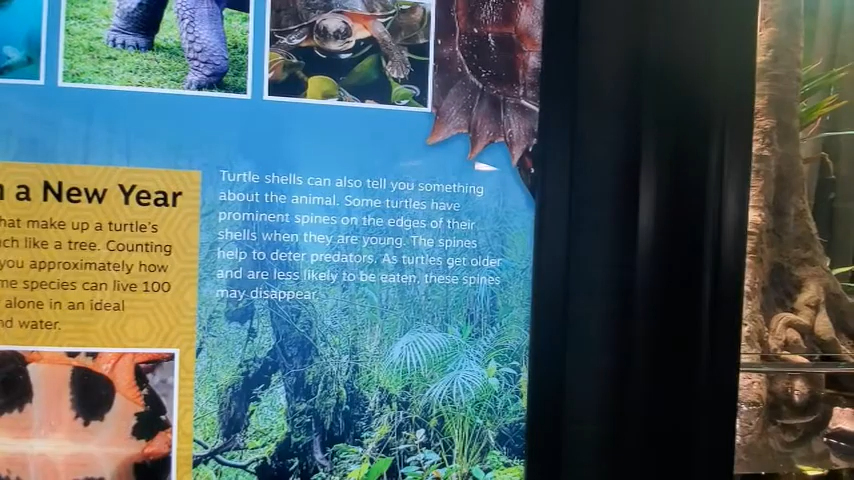 n a New Year
hat make up a turtle's
ch like a tree. Counting
you approximately how
me species can live 100
alone in an ideal
d water.
Turtle shells can also tell you something
about the animal. Some turtles have
prominent spines on the edges of their
shells when they are young. The spines
help to deter predators. As turtles get older
and are less likely to be eaten, these spines
may disappear.